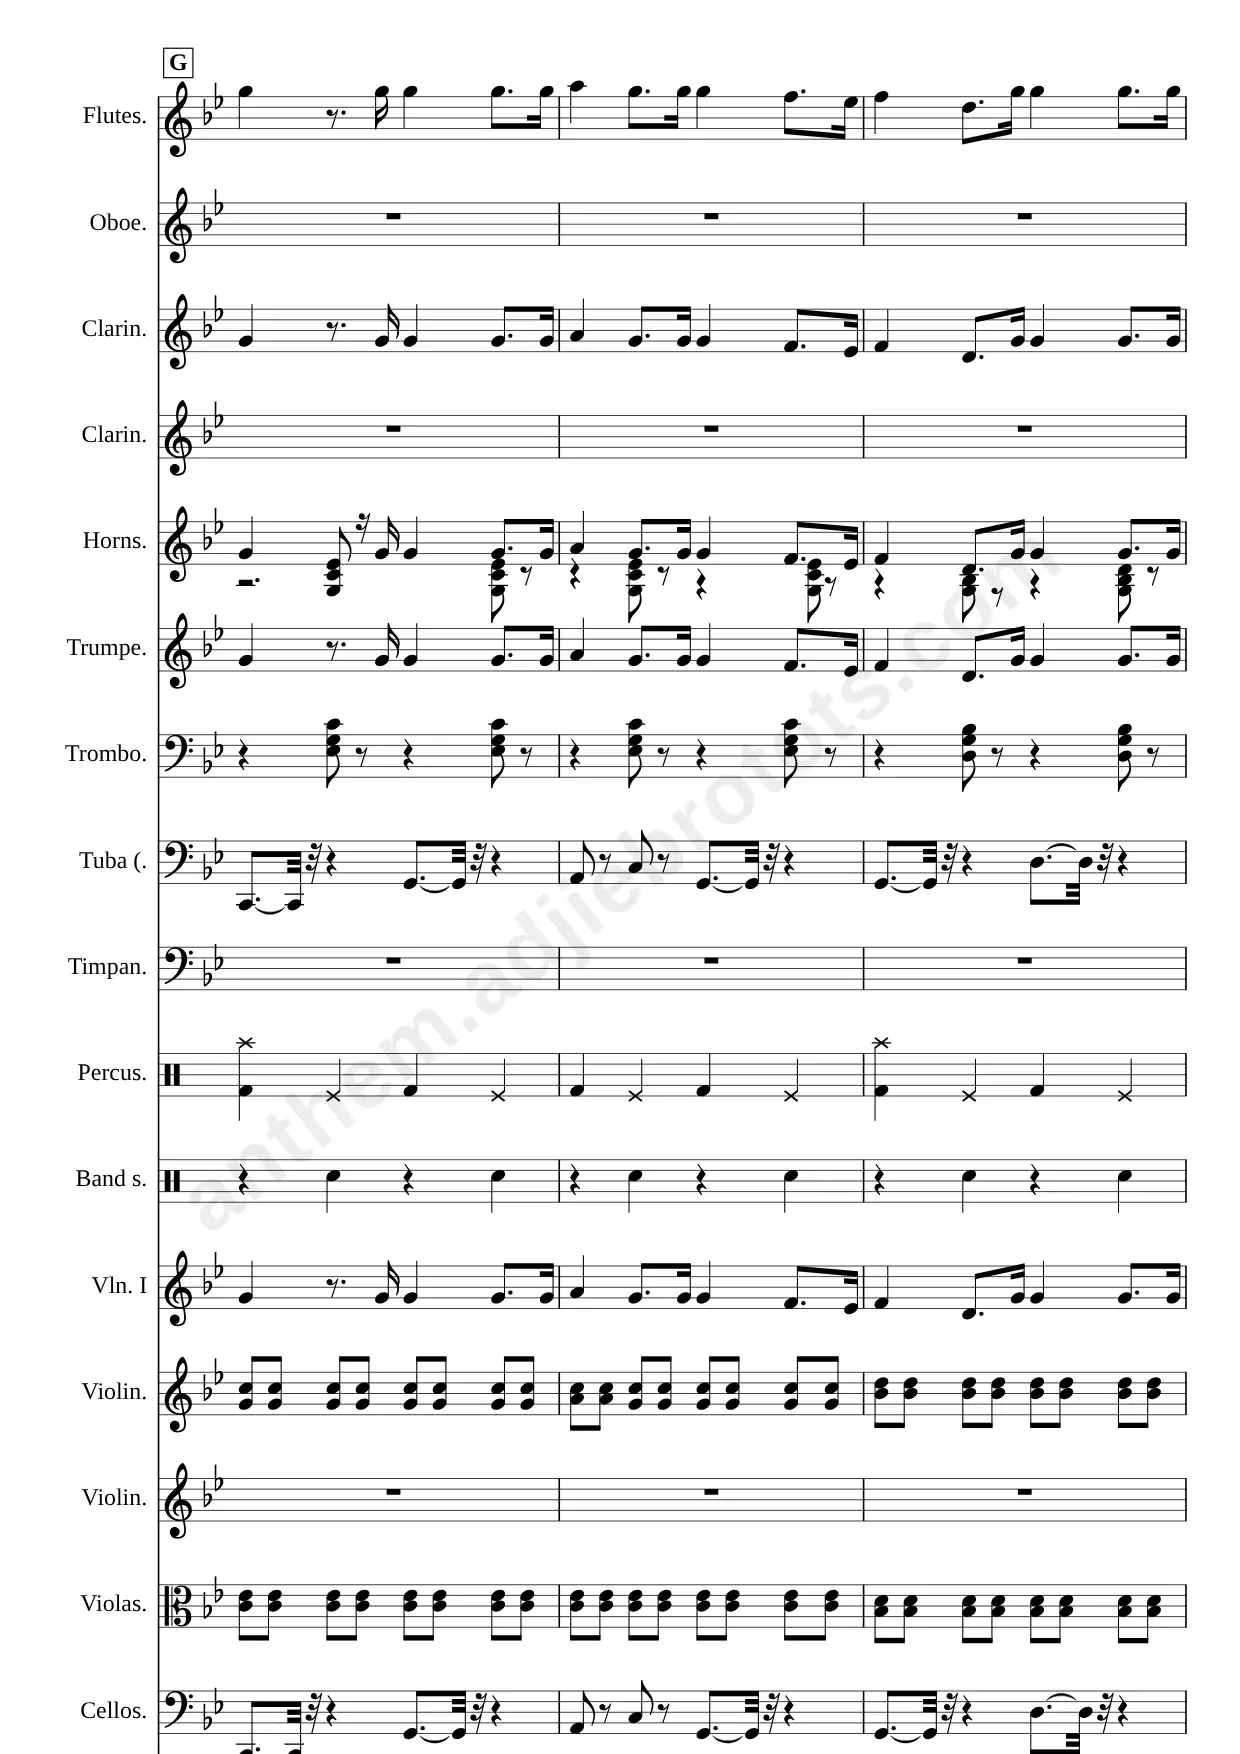 G
Flutes.
Oboe.
Clarin.
Clarin.
Horns.
Trumpe.
Trombo.
Tuba (.
Timpan.
Percus.
Band s.
Vln. I
Violin.
Violin.
Violas.
Cellos.
anthem.adjiebrotots.com